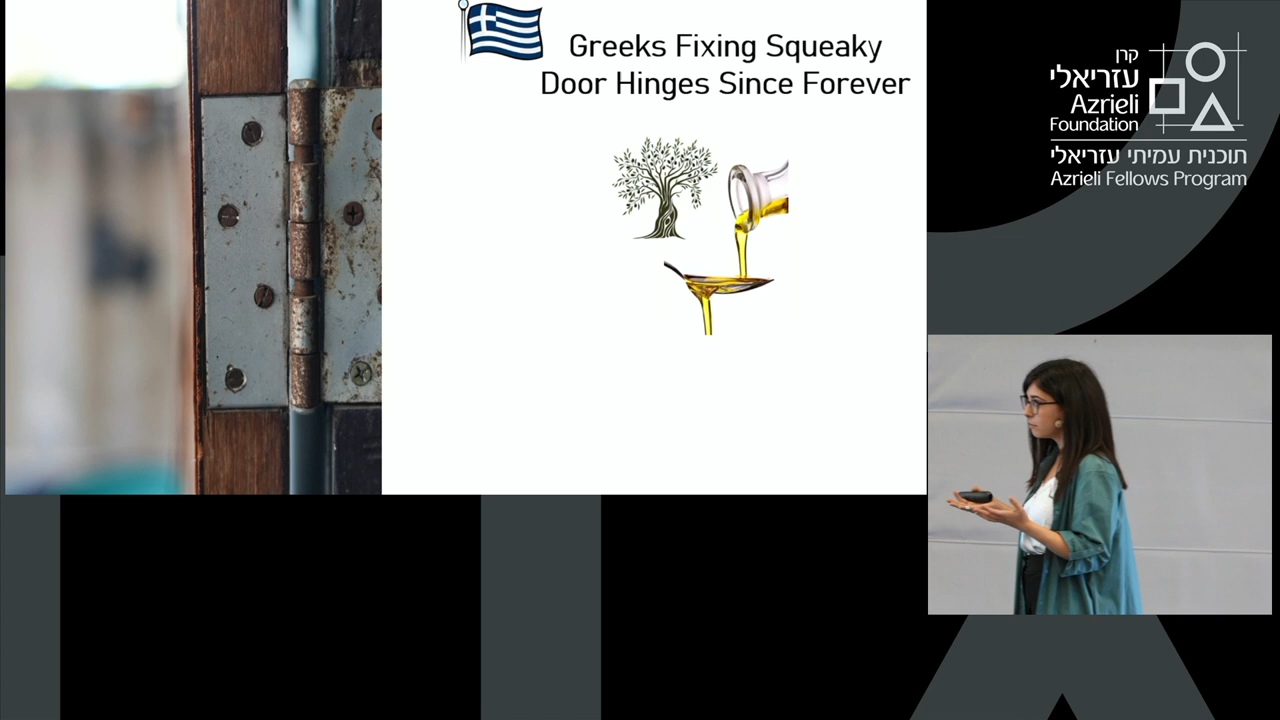 Greeks Fixing Squeaky
Door Hinges Since Forever
קרן
עזריאלי
Azrieli
Foundation
תוכנית עמיתי עזריאלי
Azrieli Fellows Program